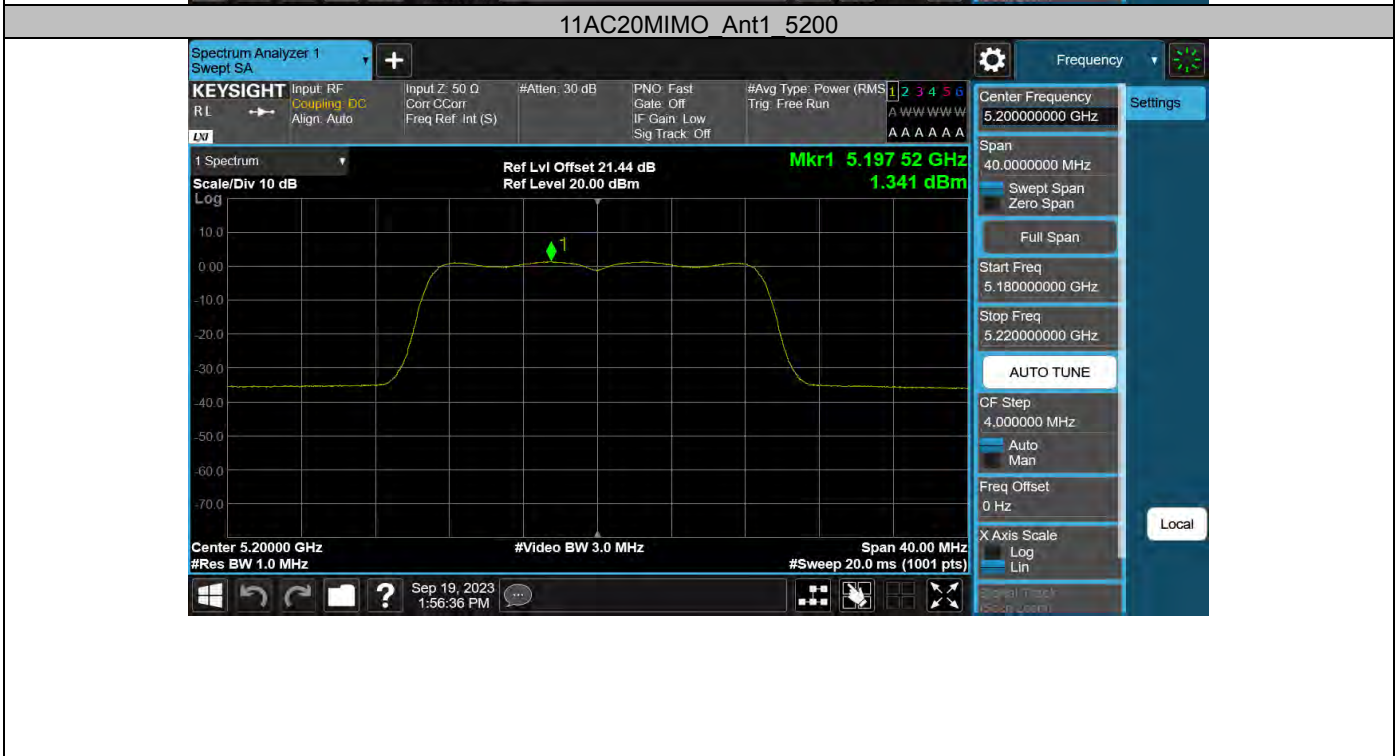 11AC20MIMO_Ant1_5200
Spectrum Analyzer 1
Swept SA
Frequency
KEYSIGHT
RL
LXI
Input: RF
Coupling: DC
Align: Auto
Input Z: 50 Ω
Corr CCorr
Freq Ref: Int (S)
#Atten: 30 dB
PNO: Fast
Gate: Off
IF Gain: Low
Sig Track: Off
#Avg Type: Power (RMS
Trig: Free Run
1 2 3 4 5 6
A W W W W W
A A A A A A
1 Spectrum
Scale/Div 10 dB
Log
Ref Lvl Offset 21.44 dB
Ref Level 20.00 dBm
Mkr1 5.197 52 GHz
1.341 dBm
1
10.0
0.00
-10.0
-20.0
-30.0
-40.0
-50.0
-60.0
-70.0
Center 5.20000 GHz
#Res BW 1.0 MHz
#Video BW 3.0 MHz
Span 40.00 MHz
#Sweep 20.0 ms (1001 pts)
Center Frequency
5.200000000 GHz
Settings
Span
40.0000000 MHz
Swept Span
Zero Span
Full Span
Start Freq
5.180000000 GHz
Stop Freq
5.220000000 GHz
AUTO TUNE
CF Step
4.000000 MHz
Auto
Man
Freq Offset
0 Hz
X Axis Scale
Log
Lin
Local
Signal Track
(Span Zoom)
?
Sep 19, 2023
1:56:36 PM